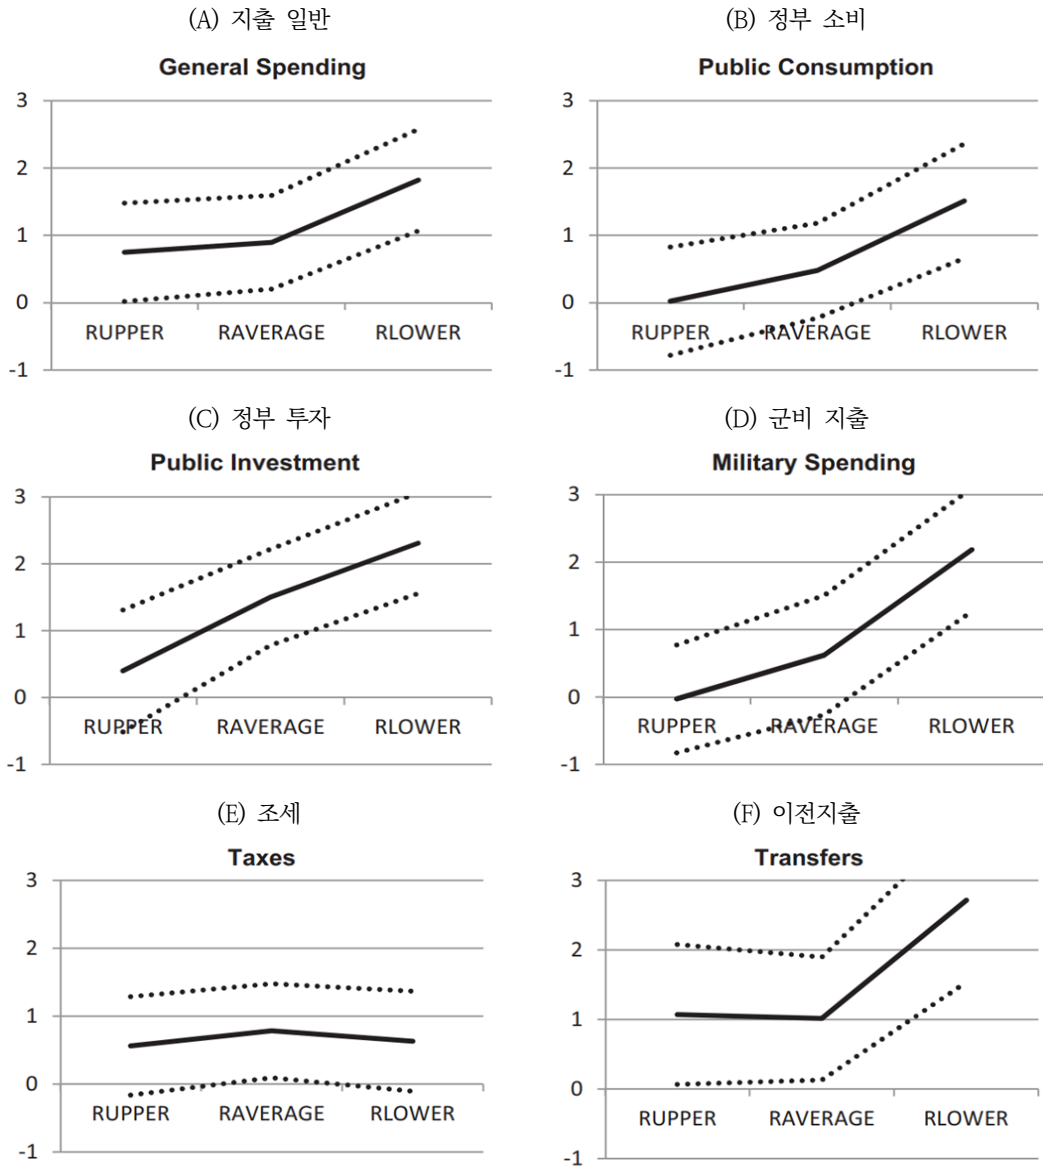 (A) 지출 일반
General Spending
3
2
1
0
-1
RUPPER RAVERAGE RLOWER
(B) 정부 소비
Public Consumption
3
2
1
0
-1
RUPPER RAVERAGE RLOWER
(C) 정부 투자
Public Investment
3
2
1
0
-1
RUPPER RAVERAGE RLOWER
(D) 군비 지출
Military Spending
3
2
1
0
-1
RUPPER RAVERAGE RLOWER
(E) 조세
Taxes
3
2
1
0
-1
RUPPER RAVERAGE RLOWER
(F) 이전지출
Transfers
3
2
1
0
-1
RUPPER RAVERAGE RLOWER